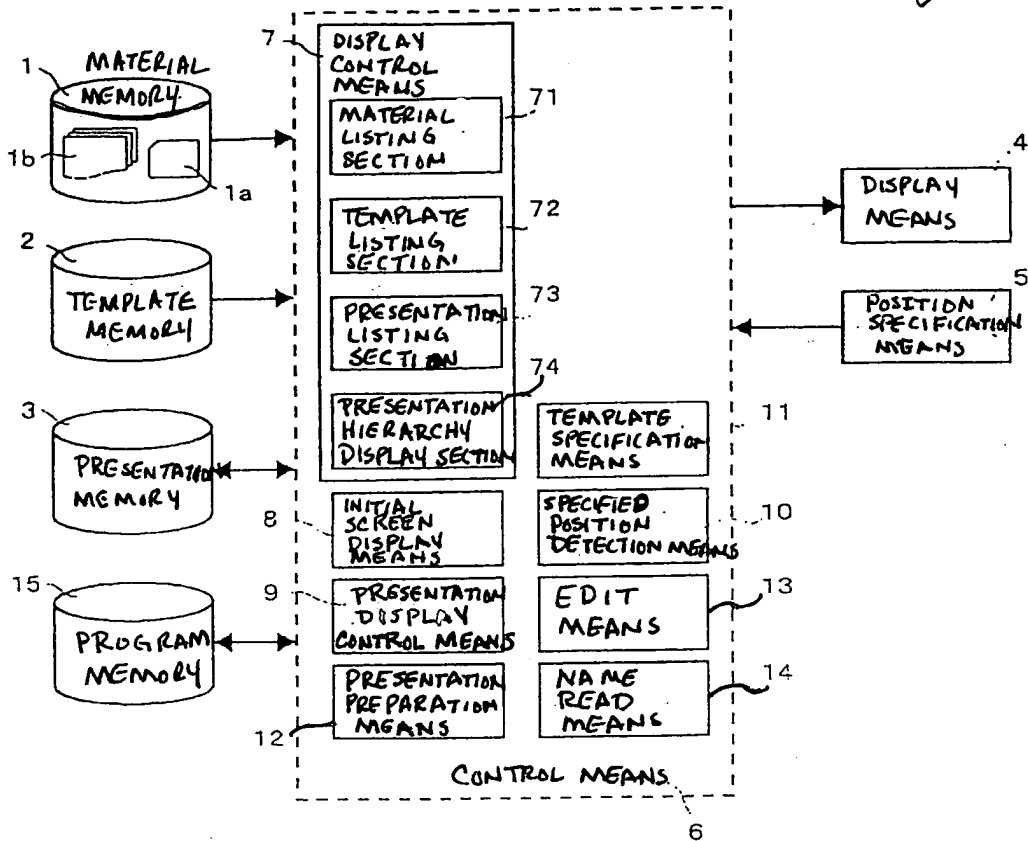 1
MATERIAL
MEMORY
1b
1a
2
TEMPLATE
MEMORY
3
PRESENTATION
MEMORY
15
PROGRAM
MEMORY
7
DISPLAY
CONTROL
MEANS
71
MATERIAL
LISTING
SECTION
72
TEMPLATE
LISTING
SECTION
73
PRESENTATION
LISTING
SECTION
74
PRESENTATION
HIERARCHY
DISPLAY SECTION
8
INITIAL
SCREEN
DISPLAY
MEANS
9
PRESENTATION
DISPLAY
CONTROL MEANS
12
PRESENTATION
PREPARATION
MEANS
11
TEMPLATE
SPECIFICATION
MEANS
10
SPECIFIED
POSITION
DETECTION MEANS
13
EDIT
MEANS
14
NAME
READ
MEANS
CONTROL MEANS
6
4
DISPLAY
MEANS
5
POSITION
SPECIFICATION
MEANS